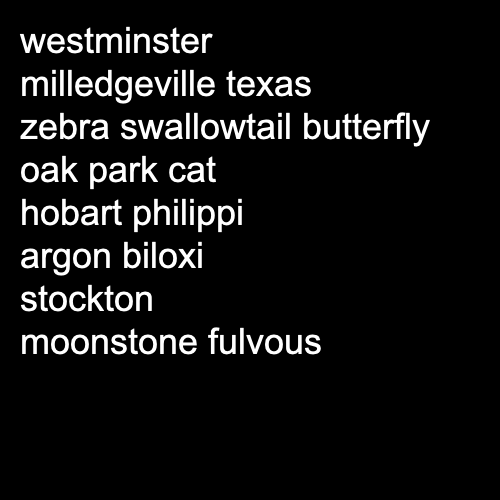 westminster
milledgeville texas
zebra swallowtail butterfly
oak park cat
hobart philippi
argon biloxi
stockton
moonstone fulvous